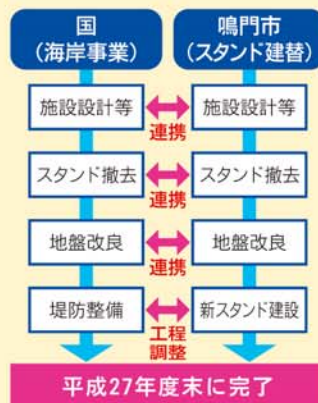 国 鳴門市
(海岸事業) (スタンド建替)
施設設計等 施設設計等
連携
スタンド撤去 スタンド撤去
連携
地盤改良 地盤改良
連携
堤防整備 新スタンド建設
工程
調整
平成27年度末に完了